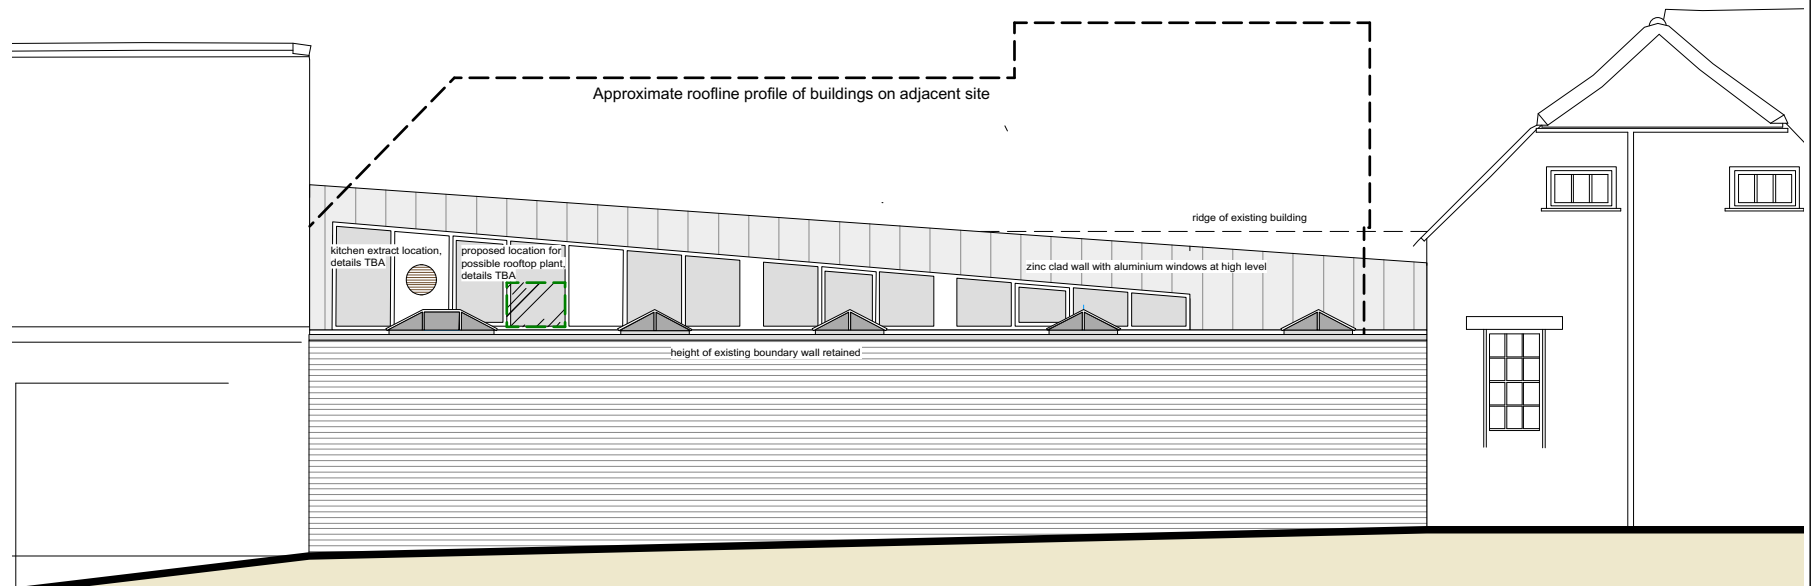 Approximate roofline profile of buildings on adjacent site
ridge of existing building
kitchen extract location,
details TBA
proposed location for
possible rooftop plant,
details TBA
zinc clad wall with aluminium windows at high level
height of existing boundary wall retained